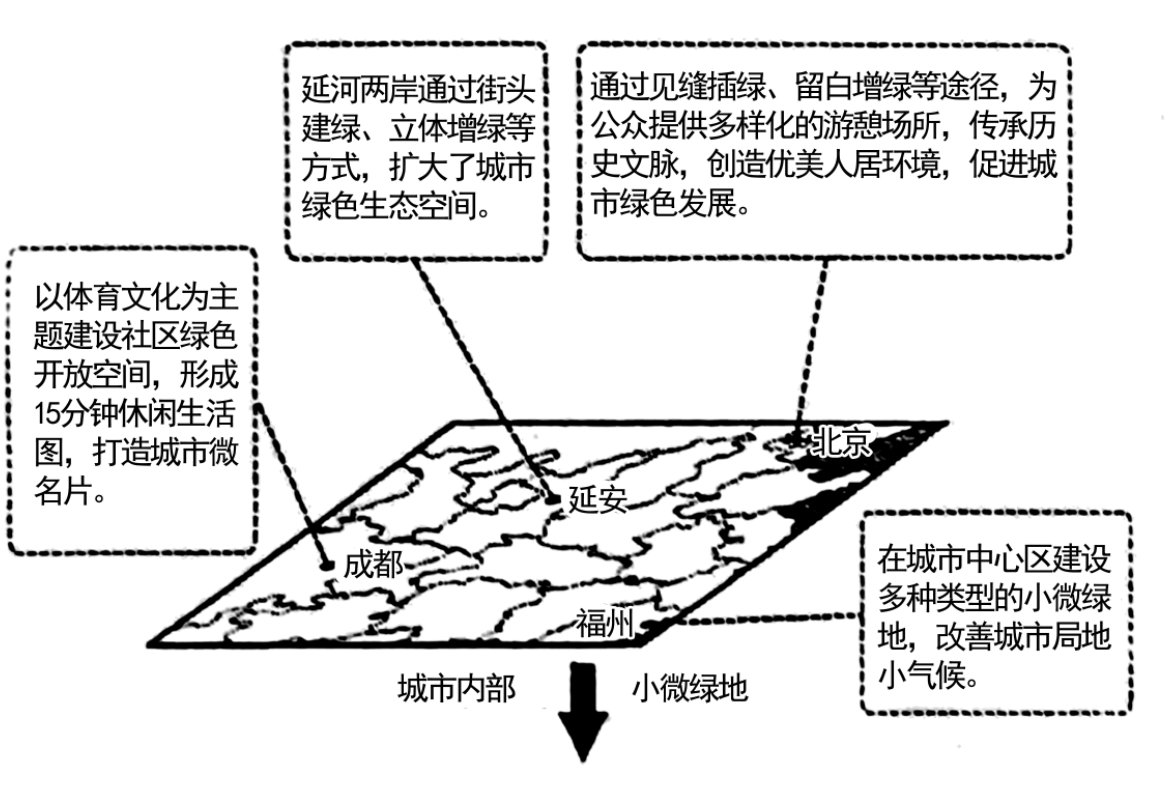 延河两岸通过街头
建绿、立体增绿等
方式，扩大了城市
绿色生态空间。
通过见缝插绿、留白增绿等途径，为
公众提供多样化的游憩场所，传承历
史文脉，创造优美人居环境，促进城
市绿色发展。
以体育文化为主
题建设社区绿色
开放空间，形成
15分钟休闲生活
图，打造城市微
名片。
北京
延安
成都
福州
在城市中心区建设
多种类型的小微绿
地，改善城市局地
小气候。
城市内部
小微绿地